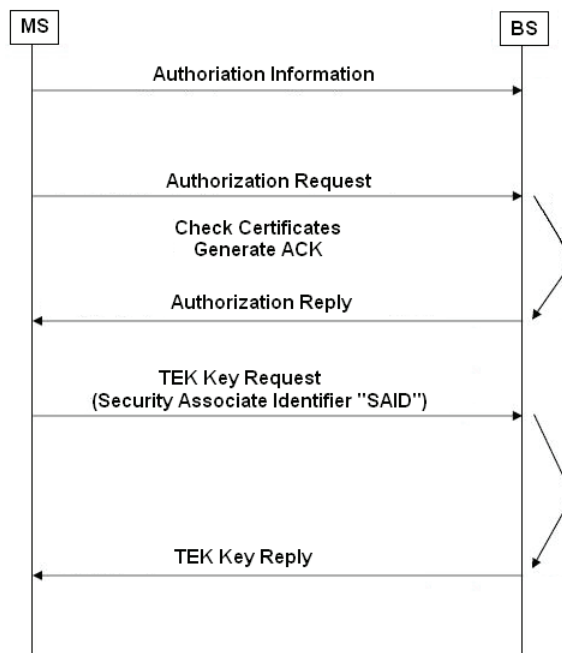 MS
BS
Authoriation Information
Authorization Request
Check Certificates
Generate ACK
Authorization Reply
TEK Key Request
(Security Associate Identifier "SAID")
TEK Key Reply